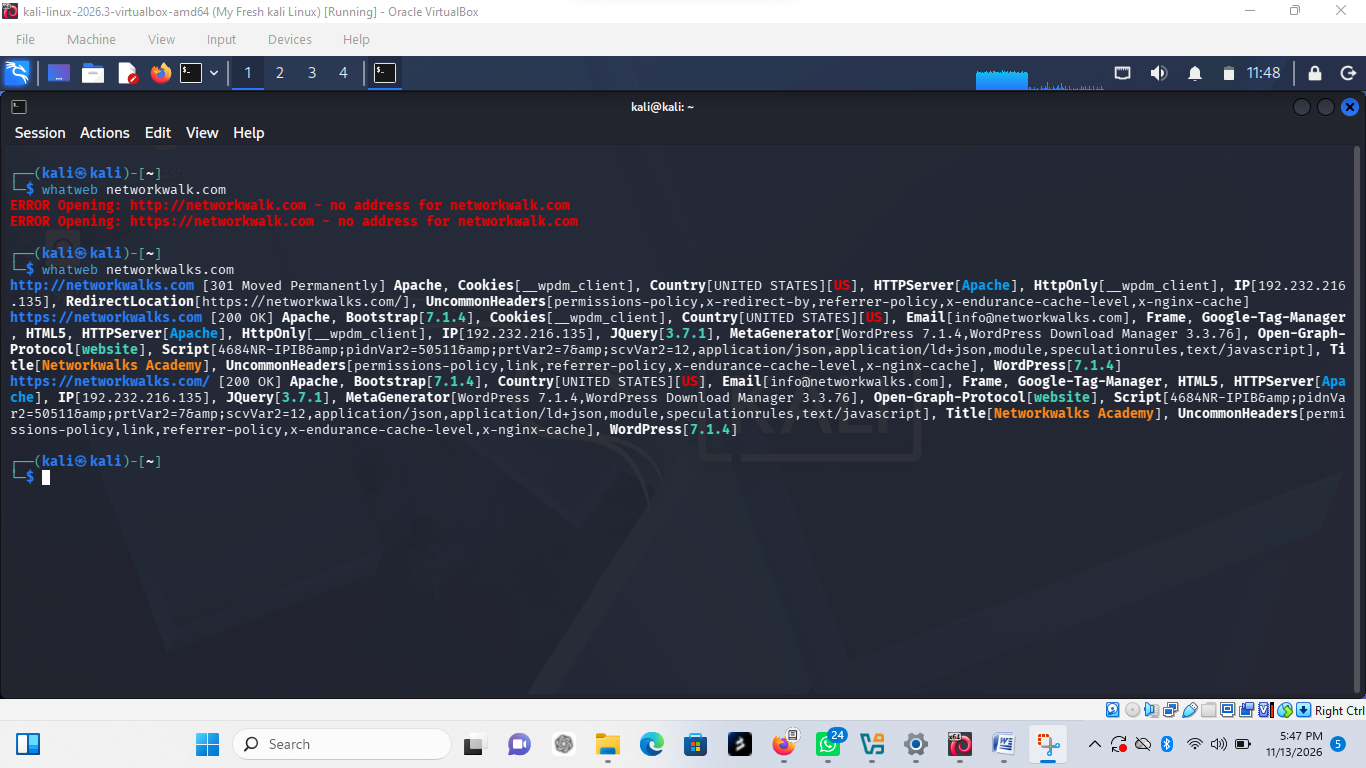 kali-linux-2026.3-virtualbox-amd64 (My Fresh kali Linux) [Running] - Oracle VirtualBox
File Machine View Input Devices Help
1 2 3 4 11:48
kali@kali: ~
Session Actions Edit View Help
┌──(kali㉿kali)-[~]
└─$ whatweb networkwalk.com
ERROR Opening: http://networkwalk.com - no address for networkwalk.com
ERROR Opening: https://networkwalk.com - no address for networkwalk.com
┌──(kali㉿kali)-[~]
└─$ whatweb networkwalks.com
http://networkwalks.com [301 Moved Permanently] Apache, Cookies[__wpdm_client], Country[UNITED STATES][US], HTTPServer[Apache], HttpOnly[__wpdm_client], IP[192.232.216
.135], RedirectLocation[https://networkwalks.com/], UncommonHeaders[permissions-policy,x-redirect-by,referrer-policy,x-endurance-cache-level,x-nginx-cache]
https://networkwalks.com [200 OK] Apache, Bootstrap[7.1.4], Cookies[__wpdm_client], Country[UNITED STATES][US], Email[info@networkwalks.com], Frame, Google-Tag-Manager
, HTML5, HTTPServer[Apache], HttpOnly[__wpdm_client], IP[192.232.216.135], JQuery[3.7.1], MetaGenerator[WordPress 7.1.4,WordPress Download Manager 3.3.76], Open-Graph-
Protocol[website], Script[4684NR-IPIB&amp;pidnVar2=50511&amp;prtVar2=7&amp;scvVar2=12,application/json,application/ld+json,module,speculationrules,text/javascript], Ti
tle[Networkwalks Academy], UncommonHeaders[permissions-policy,link,referrer-policy,x-endurance-cache-level,x-nginx-cache], WordPress[7.1.4]
https://networkwalks.com/ [200 OK] Apache, Bootstrap[7.1.4], Country[UNITED STATES][US], Email[info@networkwalks.com], Frame, Google-Tag-Manager, HTML5, HTTPServer[Apa
che], IP[192.232.216.135], JQuery[3.7.1], MetaGenerator[WordPress 7.1.4,WordPress Download Manager 3.3.76], Open-Graph-Protocol[website], Script[4684NR-IPIB&amp;pidnVa
r2=50511&amp;prtVar2=7&amp;scvVar2=12,application/json,application/ld+json,module,speculationrules,text/javascript], Title[Networkwalks Academy], UncommonHeaders[permi
ssions-policy,link,referrer-policy,x-endurance-cache-level,x-nginx-cache], WordPress[7.1.4]
┌──(kali㉿kali)-[~]
└─$
Right Ctrl
Search
24
5:47 PM
11/13/2026
5